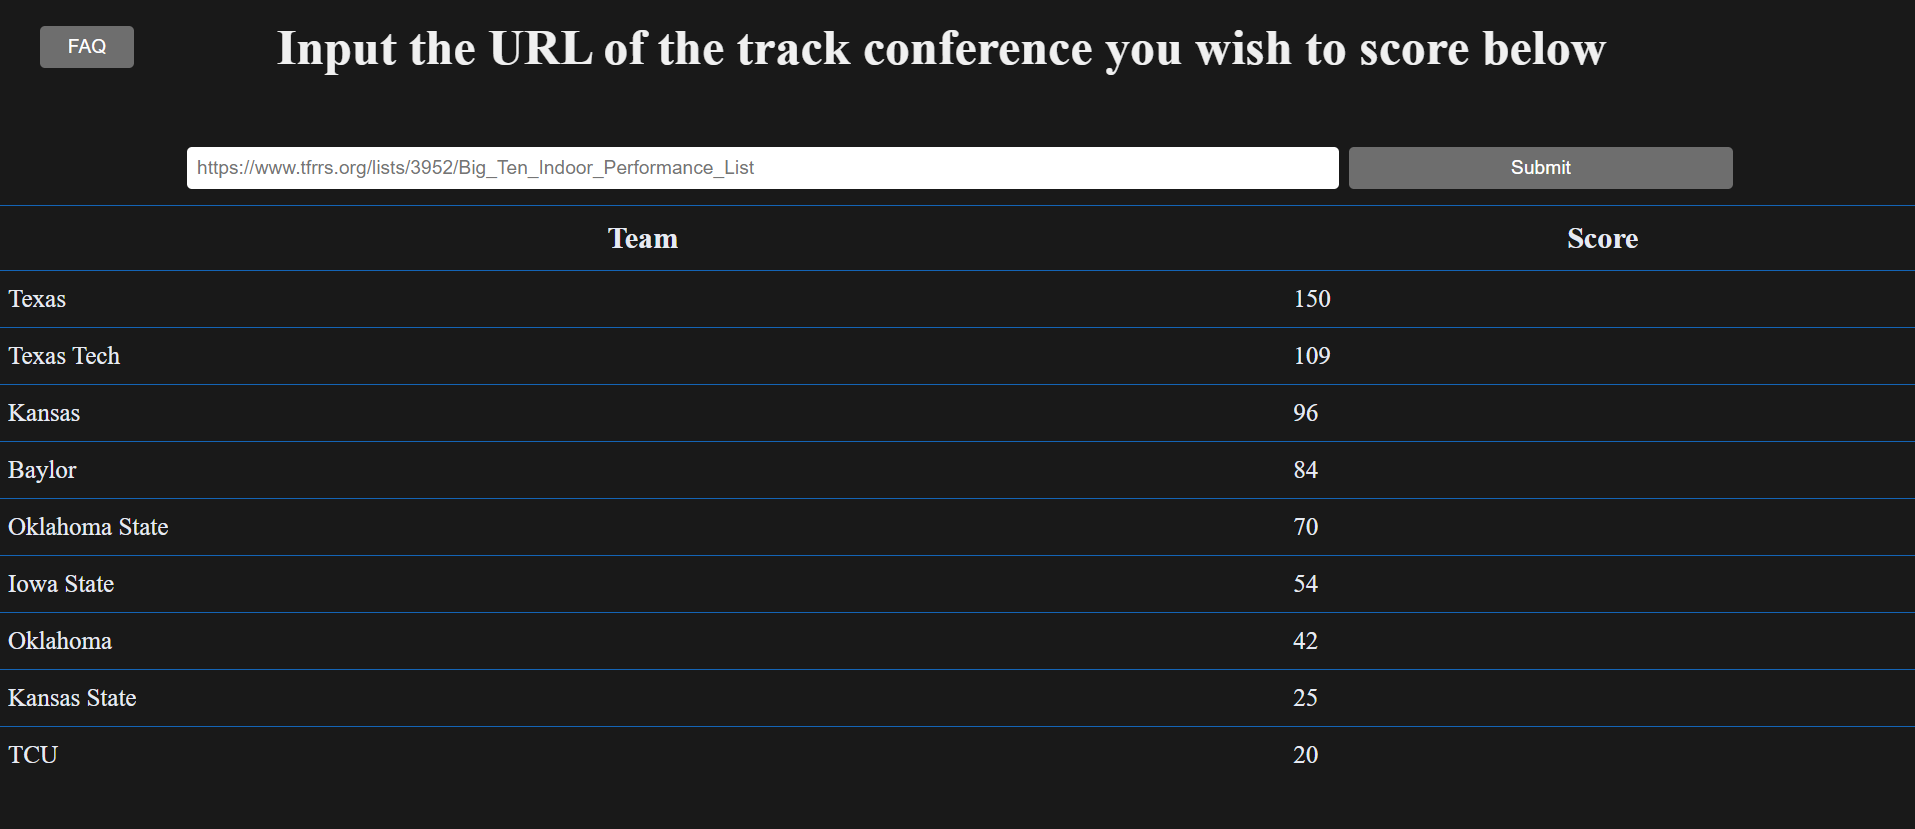 FAQ
Input the URL of the track conference you wish to score below
https://www.tfrrs.org/lists/3952/Big_Ten_Indoor_Performance_List
Submit
Team Score
Texas 150
Texas Tech 109
Kansas 96
Baylor 84
Oklahoma State 70
Iowa State 54
Oklahoma 42
Kansas State 25
TCU 20